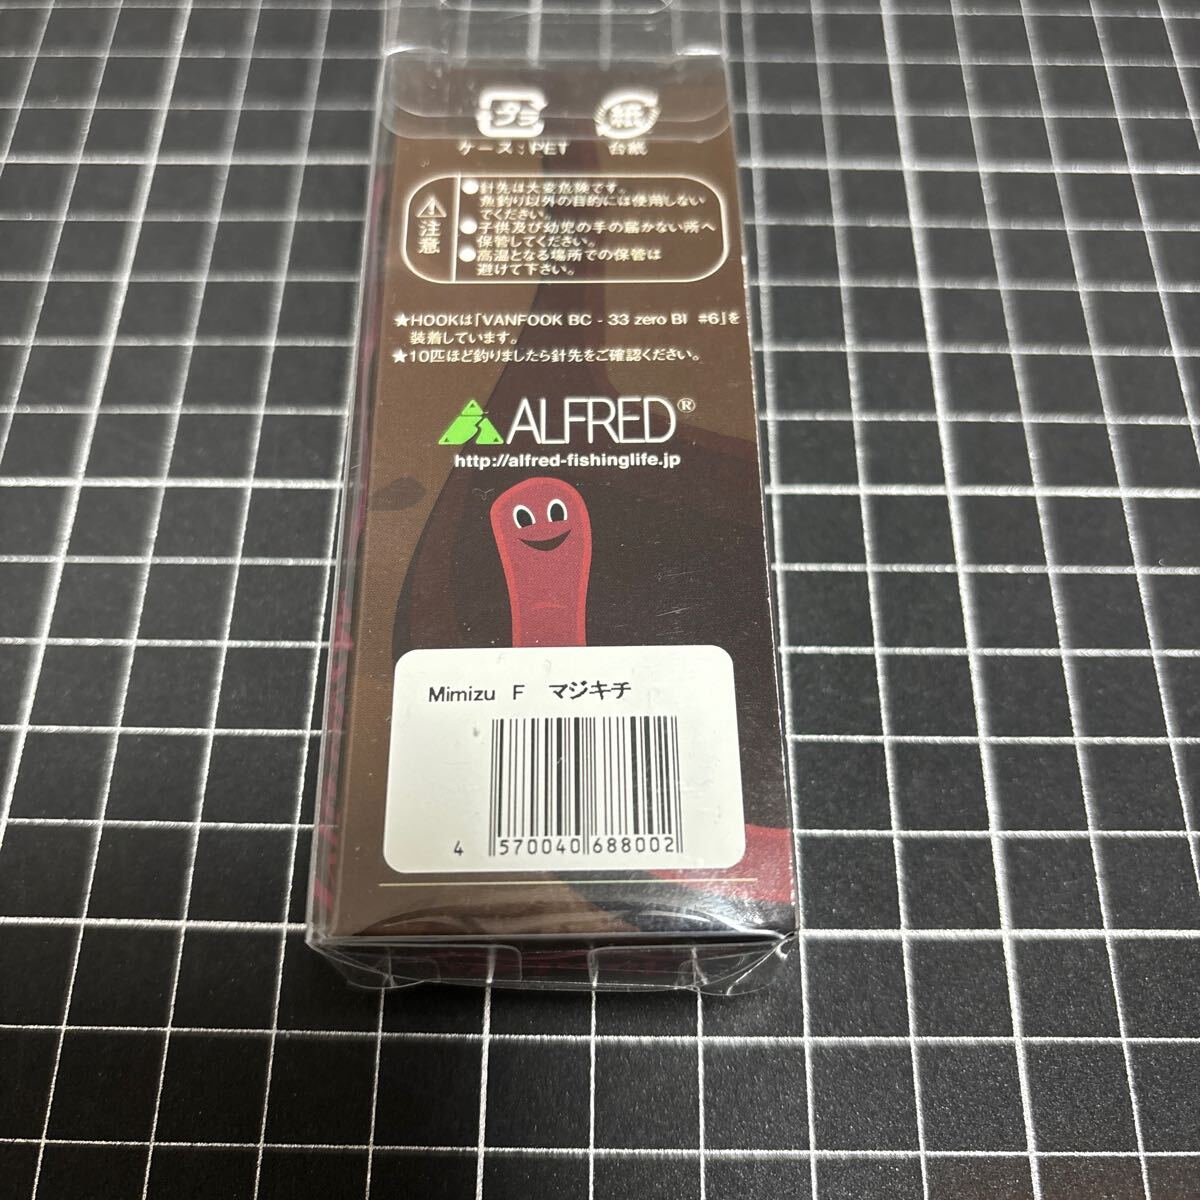 プラ
紙
ケース：PET
台紙
注意
●針先は大変危険です。
魚釣り以外の目的には使用しない
でください。
●子供及び幼児の手の届かない所へ
保管してください。
●高温となる場所での保管は
避けて下さい。
★HOOKは「VANFOOK BC - 33 zero Bl #6」を
装着しています。
★10匹ほど釣りましたら針先をご確認ください。
ALFRED®
http://alfred-fishinglife.jp
Mimizu F マジキチ
4 570040 688002